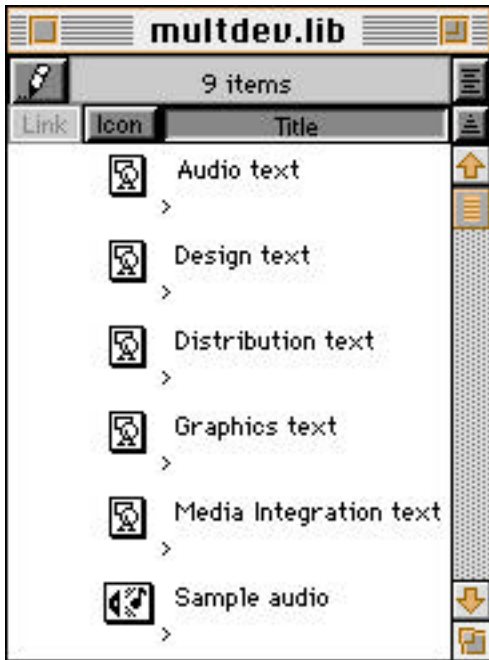 multdev.lib
9 items
Link Icon Title
Audio text
>
Design text
>
Distribution text
>
Graphics text
>
Media Integration text
>
Sample audio
>